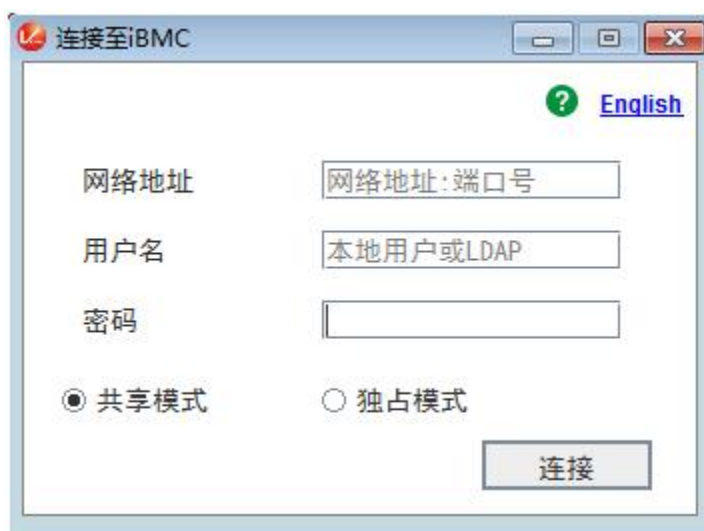 连接至iBMC
? English
网络地址 网络地址:端口号
用户名 本地用户或LDAP
密码
共享模式 独占模式
连接